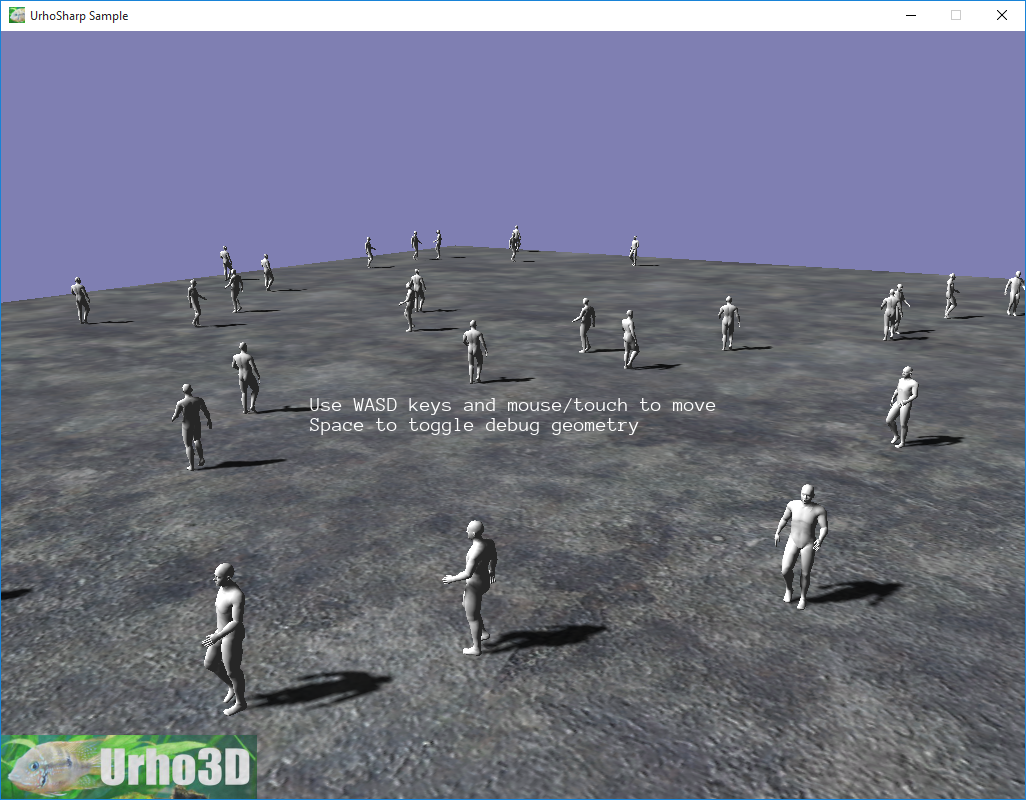 UrhoSharp Sample
Use WASD keys and mouse/touch to move
Space to toggle debug geometry
Urho3D